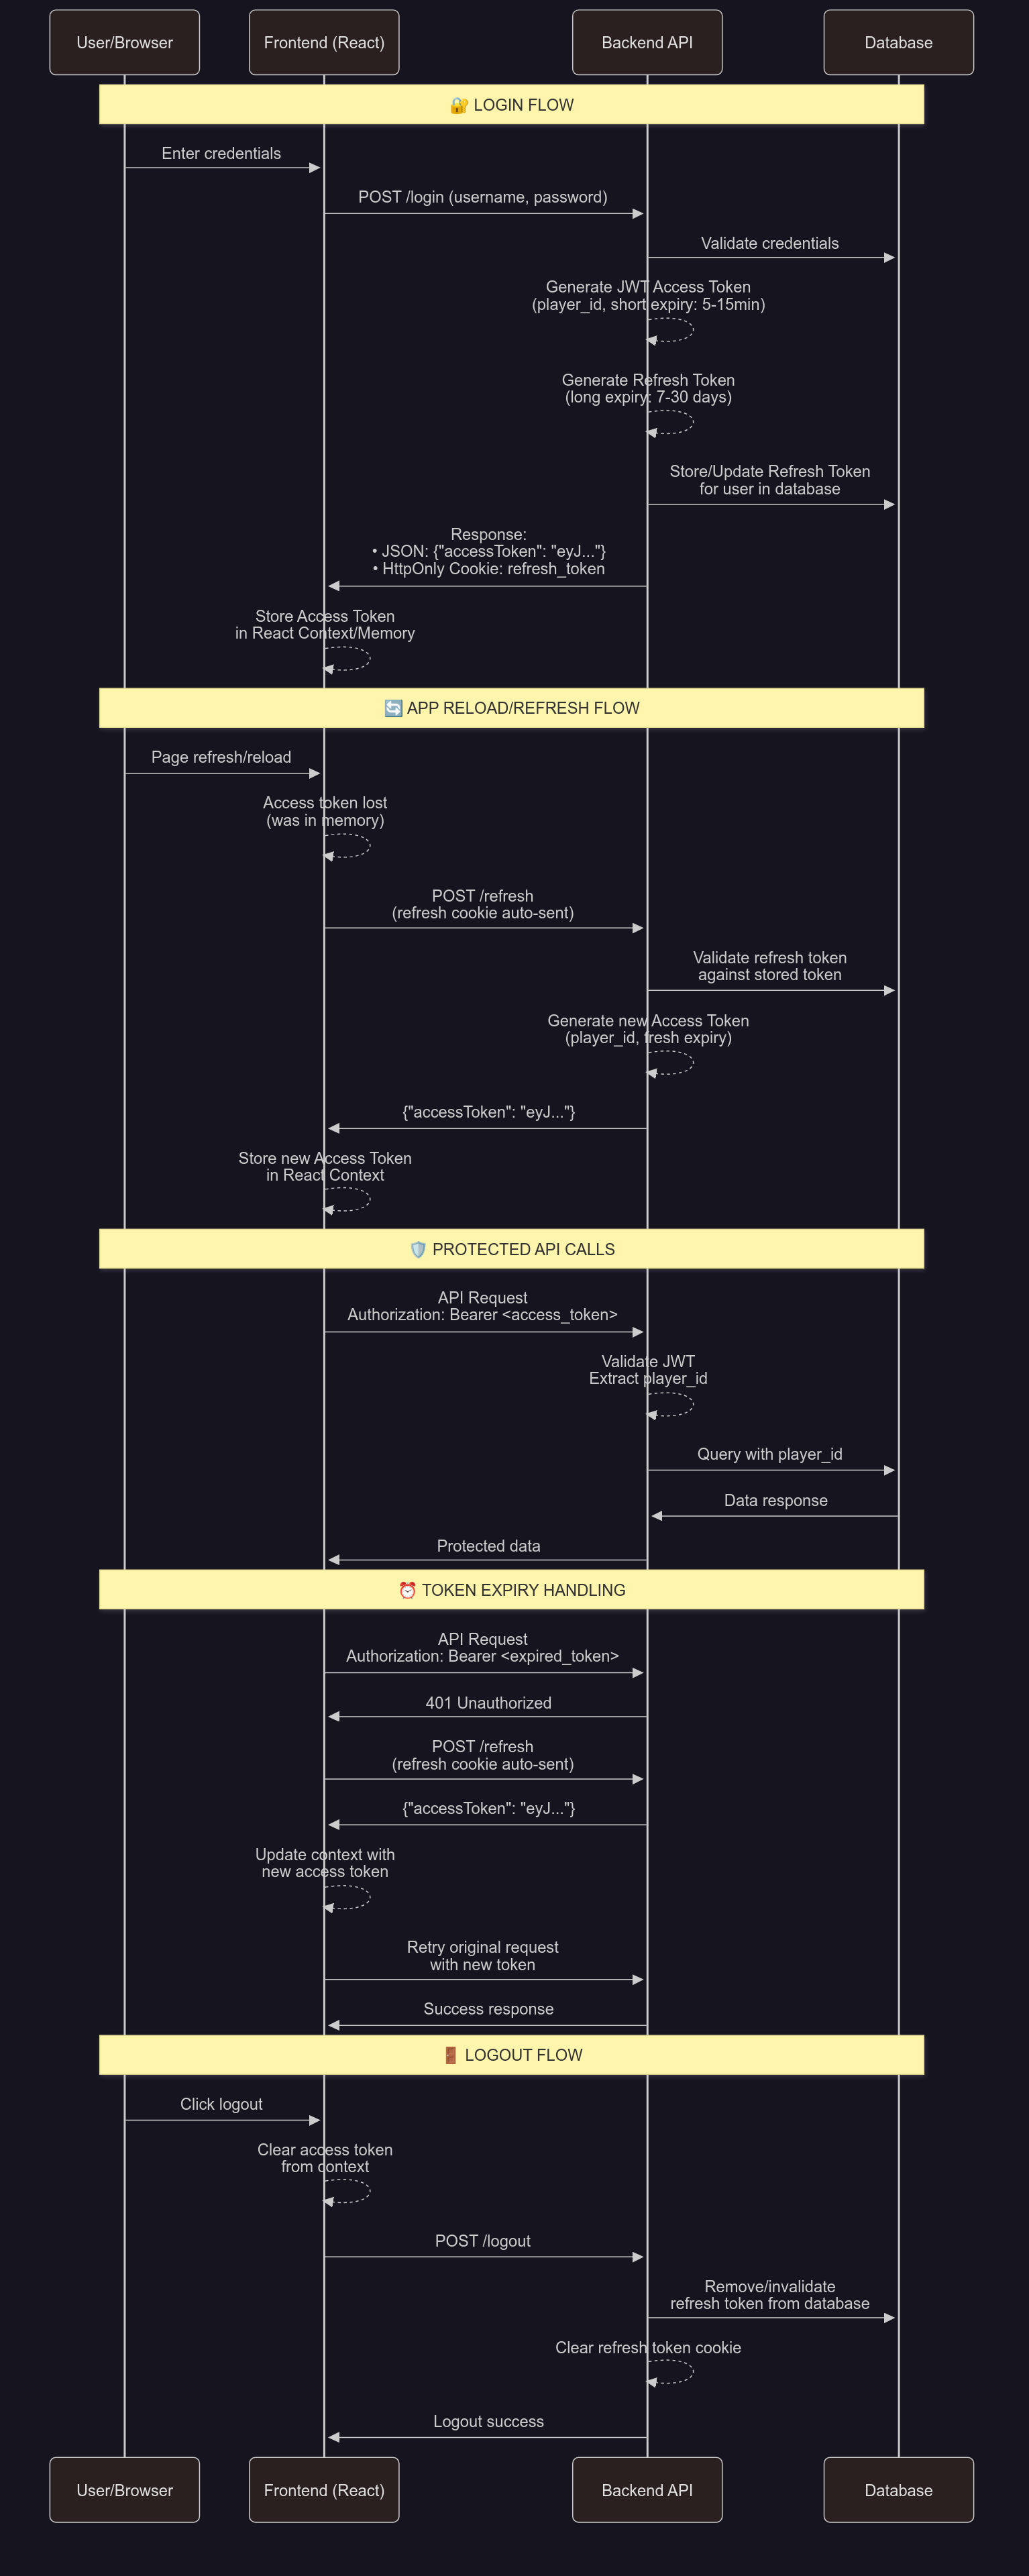 User/Browser
Frontend (React)
Backend API
Database
🔐 LOGIN FLOW
Enter credentials
POST /login (username, password)
Validate credentials
Generate JWT Access Token
(player_id, short expiry: 5-15min)
Generate Refresh Token
(long expiry: 7-30 days)
Store/Update Refresh Token
for user in database
Response:
• JSON: {"accessToken": "eyJ..."}
• HttpOnly Cookie: refresh_token
Store Access Token
in React Context/Memory
🔄 APP RELOAD/REFRESH FLOW
Page refresh/reload
Access token lost
(was in memory)
POST /refresh
(refresh cookie auto-sent)
Validate refresh token
against stored token
Generate new Access Token
(player_id, fresh expiry)
{"accessToken": "eyJ..."}
Store new Access Token
in React Context
🛡️ PROTECTED API CALLS
API Request
Authorization: Bearer <access_token>
Validate JWT
Extract player_id
Query with player_id
Data response
Protected data
⏰ TOKEN EXPIRY HANDLING
API Request
Authorization: Bearer <expired_token>
401 Unauthorized
POST /refresh
(refresh cookie auto-sent)
{"accessToken": "eyJ..."}
Update context with
new access token
Retry original request
with new token
Success response
🚪 LOGOUT FLOW
Click logout
Clear access token
from context
POST /logout
Remove/invalidate
refresh token from database
Clear refresh token cookie
Logout success
User/Browser
Frontend (React)
Backend API
Database